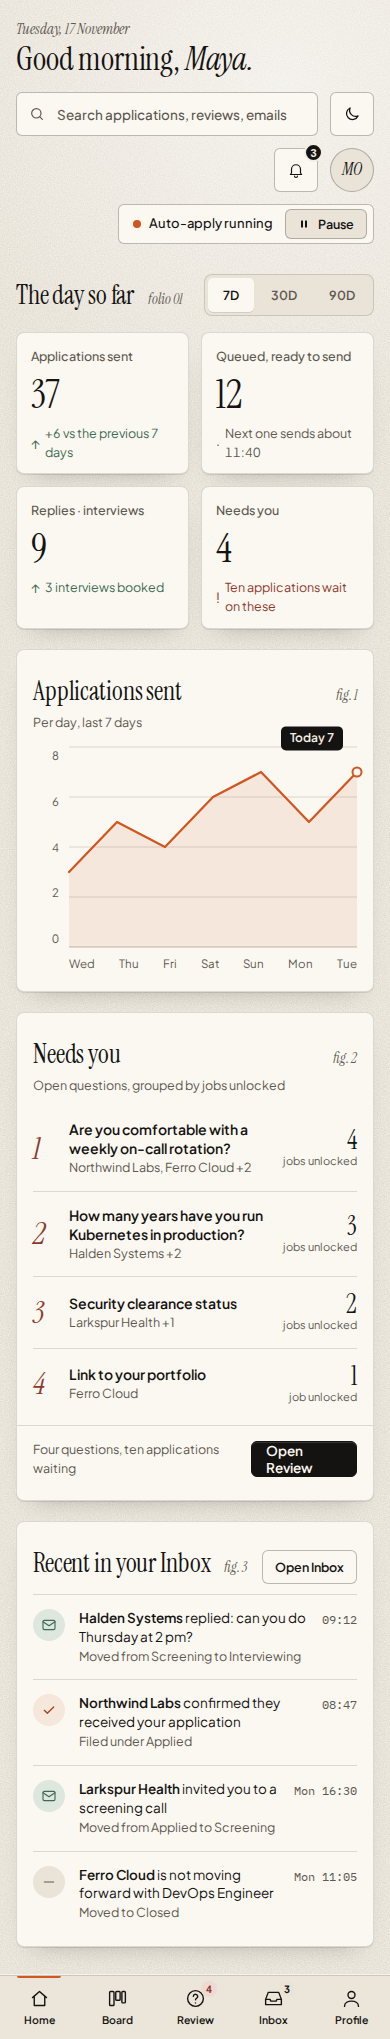 Tuesday, 17 November
Good morning, Maya.
Search applications, reviews, emails
3
MO
Auto-apply running
Pause
The day so far folio 01
7D 30D 90D
Applications sent
37
↑ +6 vs the previous 7
days
Queued, ready to send
12
· Next one sends about
11:40
Replies · interviews
9
↑ 3 interviews booked
Needs you
4
! Ten applications wait
on these
Applications sent
fig. 1
Per day, last 7 days
Today 7
8
6
4
2
0
Wed Thu Fri Sat Sun Mon Tue
Needs you
fig. 2
Open questions, grouped by jobs unlocked
1
Are you comfortable with a
weekly on-call rotation?
Northwind Labs, Ferro Cloud +2
4
jobs unlocked
2
How many years have you run
Kubernetes in production?
Halden Systems +2
3
jobs unlocked
3
Security clearance status
Larkspur Health +1
2
jobs unlocked
4
Link to your portfolio
Ferro Cloud
1
job unlocked
Four questions, ten applications
waiting
Open
Review
Recent in your Inbox fig. 3
Open Inbox
Halden Systems replied: can you do
Thursday at 2 pm?
Moved from Screening to Interviewing
09:12
Northwind Labs confirmed they
received your application
Filed under Applied
08:47
Larkspur Health invited you to a
screening call
Moved from Applied to Screening
Mon 16:30
Ferro Cloud is not moving
forward with DevOps Engineer
Moved to Closed
Mon 11:05
4
3
Home Board Review Inbox Profile